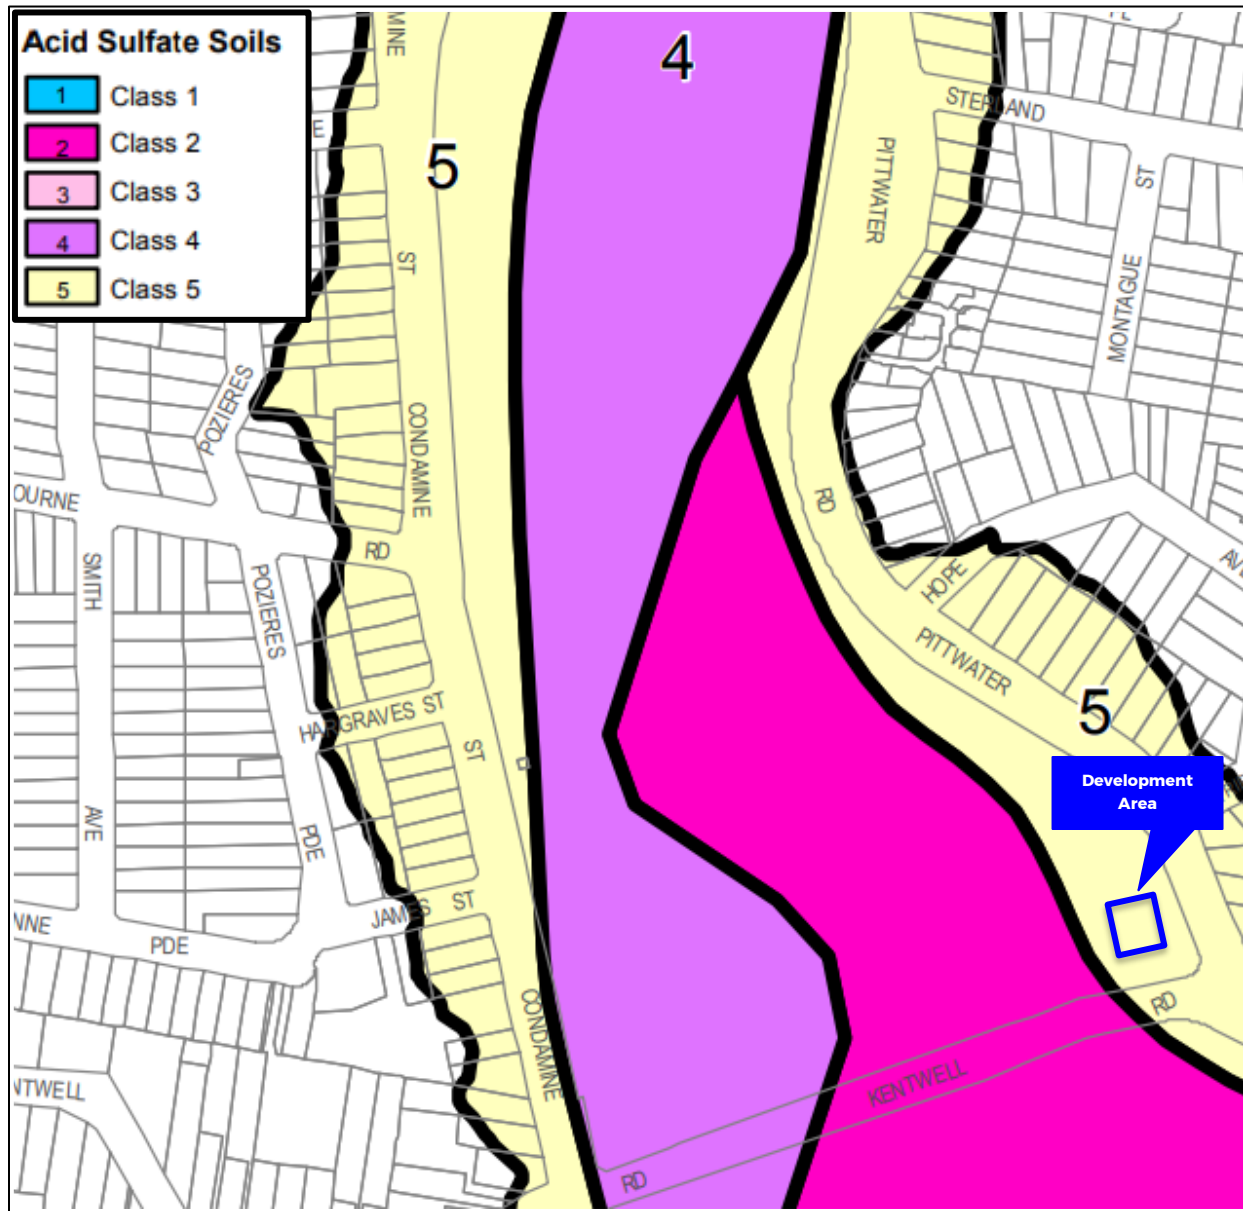 Acid Sulfate Soils
1 Class 1
2 Class 2
3 Class 3
4 Class 4
5 Class 5
MINE
4
STERLAND
E
5
PITTWATER
ST
ST
MONTAGUE
POZIERES
CONDAMINE
OURNE
RD
RD
SMITH
POZIERES
HOPE
PITTWATER
HARGRAVES ST
5
ST
Development
Area
AVE
PDE
JAMES ST
NNE
PDE
CONDAMINE
RD
KENTWELL
NTWELL
RD